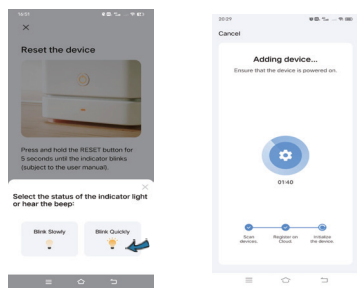 Reset the device
Press and hold the RESET button for
5 seconds until the indicator blinks
(subject to the user manual).
Select the status of the indicator light
or hear the beep:
Blink Slowly
Blink Quickly
20:09
Cancel
Adding device...
Ensure that the device is powered on.
01:40
Scan
devices.
Register on
Cloud.
Initialize
the device.